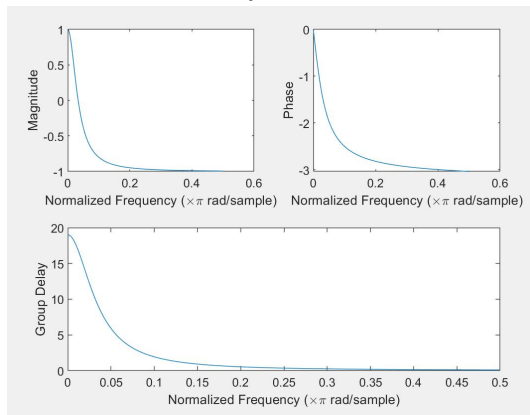 1
0.5
0
-0.5
-1
0 0.2 0.4 0.6
Magnitude
Normalized Frequency (×π rad/sample)
0
-1
-2
-3
0 0.2 0.4 0.6
Phase
Normalized Frequency (×π rad/sample)
20
15
10
5
0
0 0.05 0.1 0.15 0.2 0.25 0.3 0.35 0.4 0.45 0.5
Group Delay
Normalized Frequency (×π rad/sample)